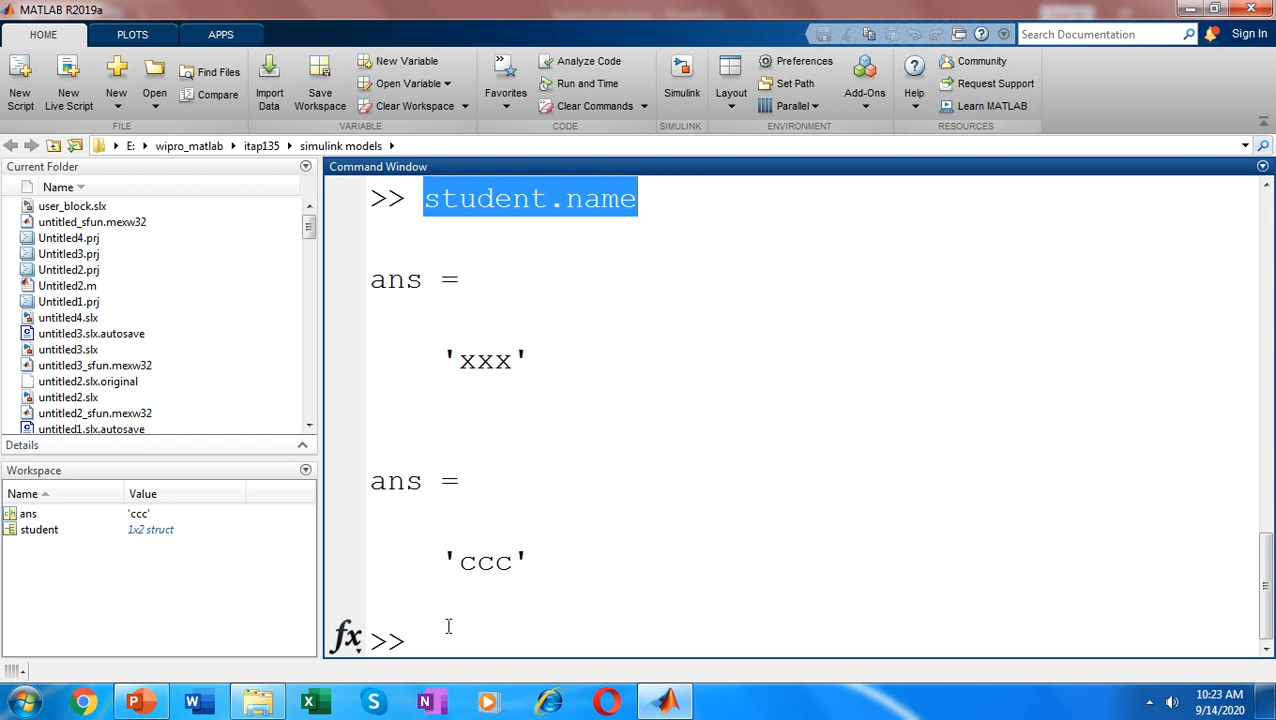 MATLAB R2019a
HOME PLOTS APPS Search Documentation Sign In
New Script New Live Script New Open Find Files Compare Import Data Save Workspace New Variable Open Variable Clear Workspace Favorites Analyze Code Run and Time Clear Commands Simulink Layout Preferences Set Path Parallel Add-Ons Help Community Request Support Learn MATLAB
FILE VARIABLE CODE SIMULINK ENVIRONMENT RESOURCES
E: wipro_matlab itap135 simulink models
Current Folder
Name
user_block.slx
untitled_sfun.mexw32
Untitled4.prj
Untitled3.prj
Untitled2.prj
Untitled2.m
Untitled1.prj
untitled4.slx
untitled3.slx.autosave
untitled3.slx
untitled3_sfun.mexw32
untitled2.slx.original
untitled2.slx
untitled2_sfun.mexw32
untitled1.slx.autosave
Details
Workspace
Name Value
ans 'ccc'
student 1x2 struct
Command Window
>> student.name
ans =
'xxx'
ans =
'ccc'
fx >>
10:23 AM
9/14/2020